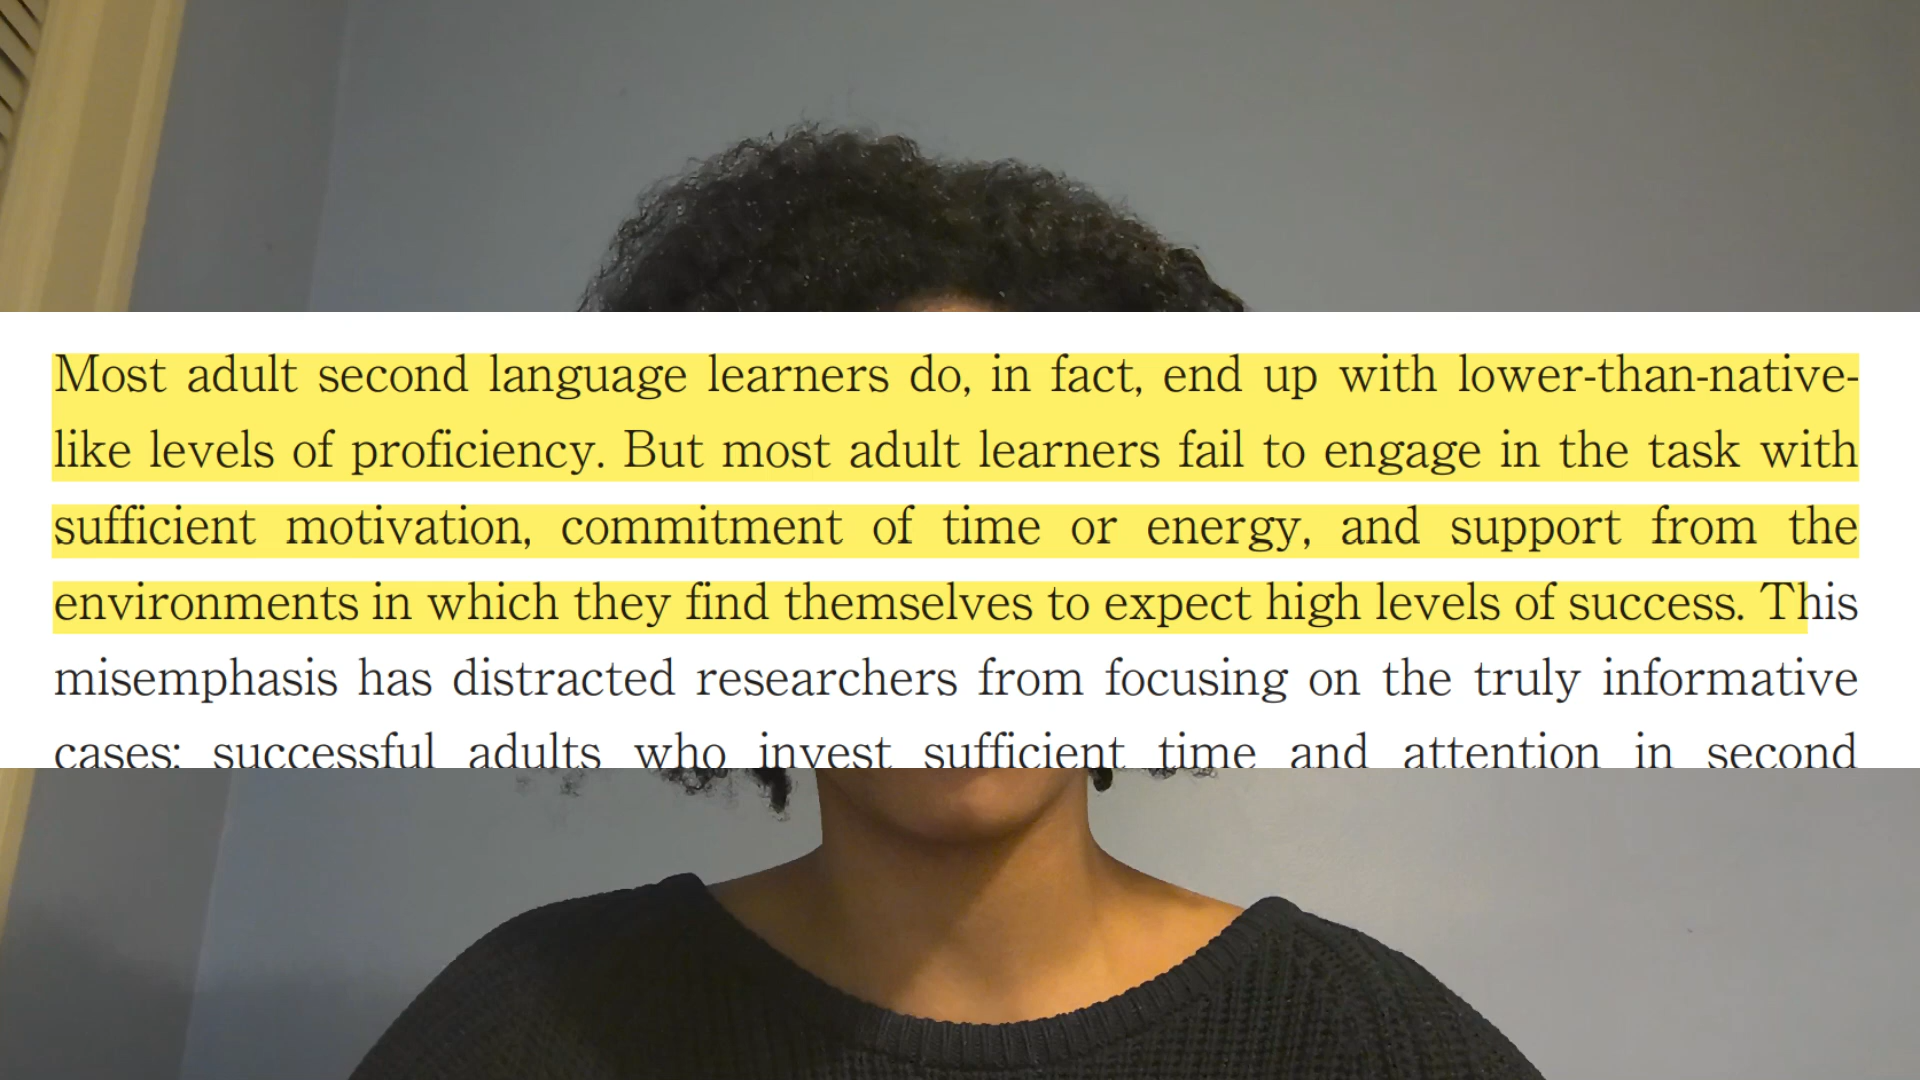 Most adult second language learners do, in fact, end up with lower-than-native-
like levels of proficiency. But most adult learners fail to engage in the task with
sufficient motivation, commitment of time or energy, and support from the
environments in which they find themselves to expect high levels of success. This
misemphasis has distracted researchers from focusing on the truly informative
cases: successful adults who invest sufficient time and attention in second